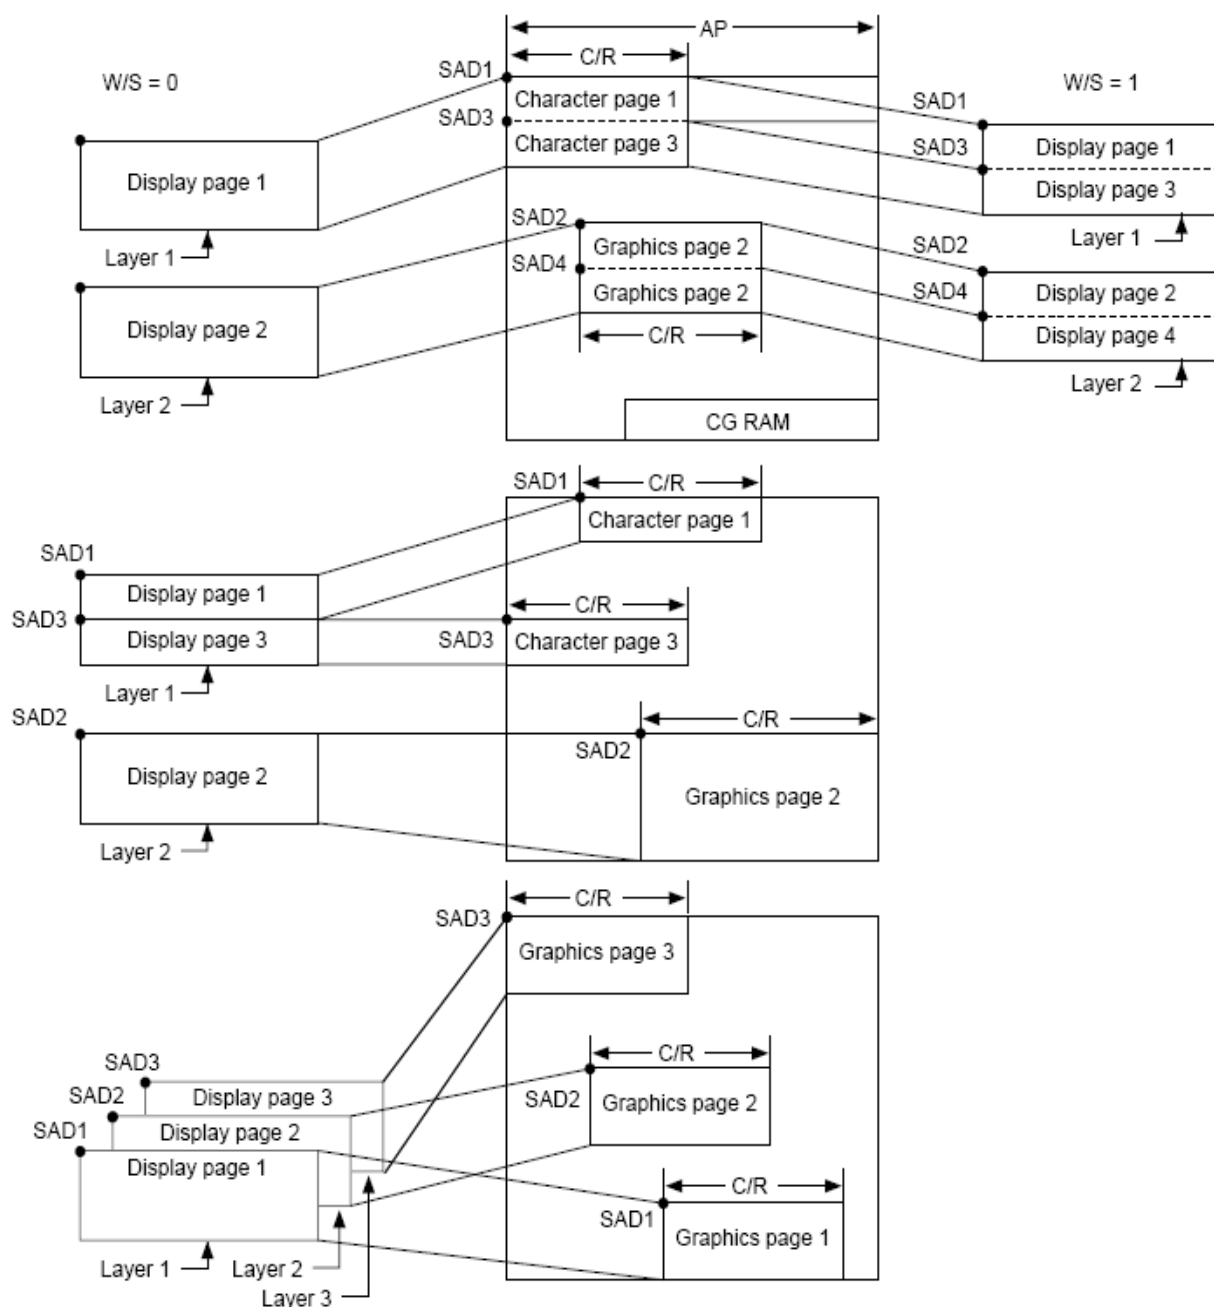 AP
C/R
W/S = 0
SAD1
W/S = 1
Character page 1
SAD1
SAD3
Character page 3
SAD3
Display page 1
Display page 1
Display page 3
Layer 1
SAD2
Graphics page 2
SAD2
Layer 1
SAD4
Graphics page 2
SAD4
Display page 2
Display page 2
Display page 4
C/R
Layer 2
Layer 2
CG RAM
SAD1
C/R
Character page 1
SAD1
Display page 1
SAD3
C/R
Display page 3
SAD3
Character page 3
Layer 1
SAD2
C/R
SAD2
Display page 2
Graphics page 2
Layer 2
C/R
SAD3
Graphics page 3
C/R
SAD3
Display page 3
SAD2
SAD2
Graphics page 2
SAD1
Display page 2
Display page 1
C/R
SAD1
Graphics page 1
Layer 1
Layer 2
Layer 3